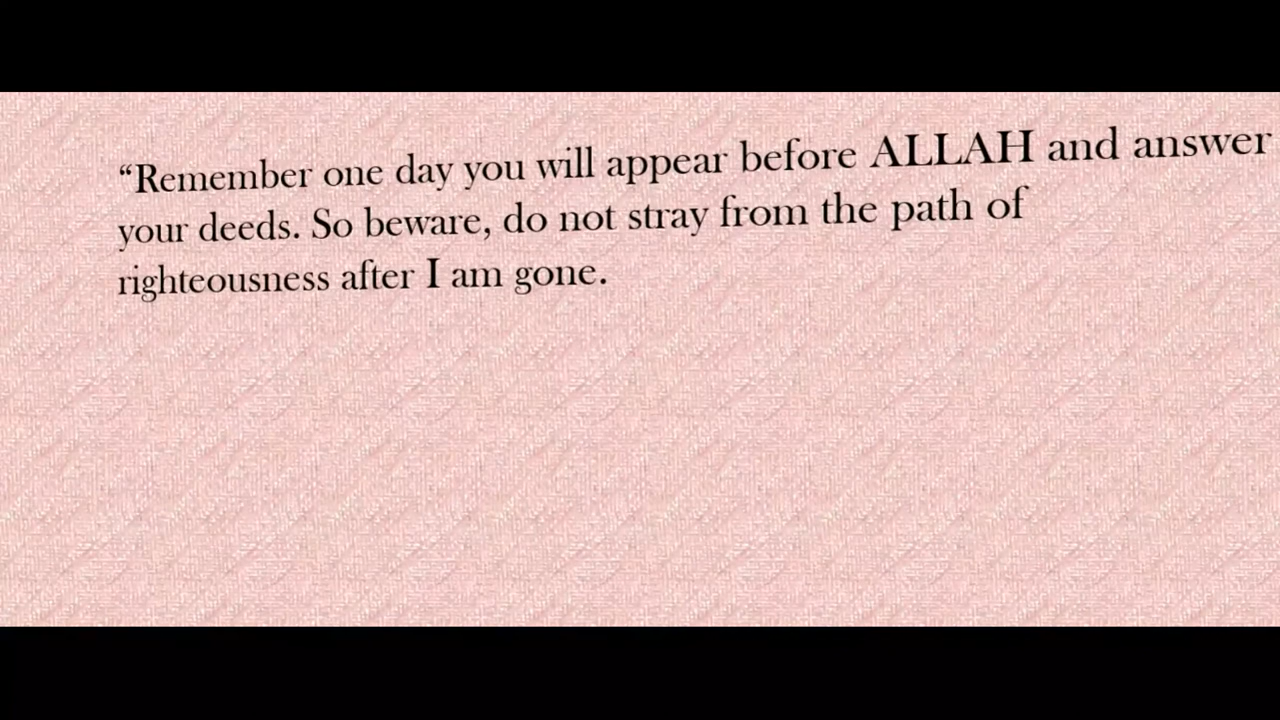 “Remember one day you will appear before ALLAH and answer
your deeds. So beware, do not stray from the path of
righteousness after I am gone.